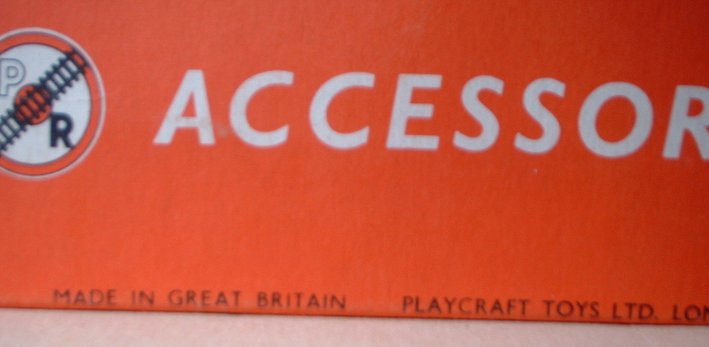 P
R
ACCESSOR
MADE IN GREAT BRITAIN PLAYCRAFT TOYS LTD. LON